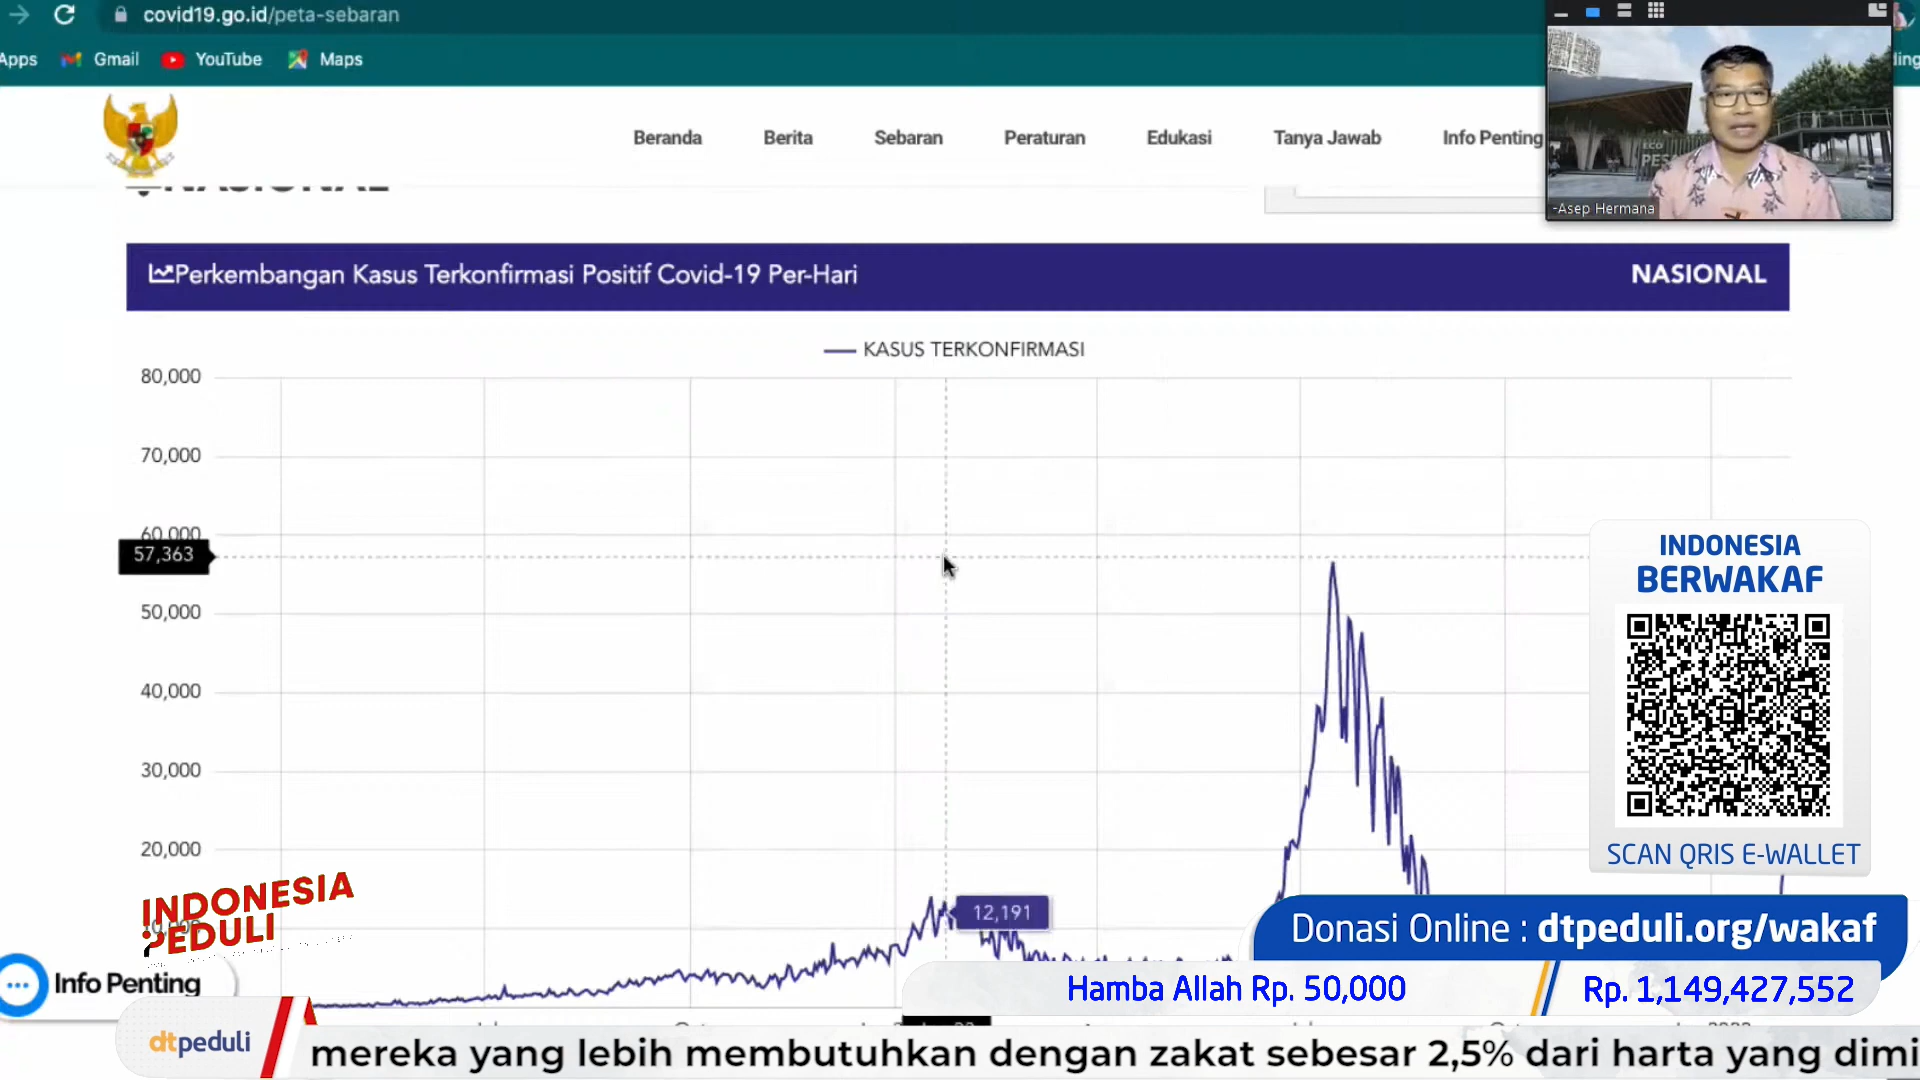 covid19.go.id/peta-sebaran
Apps Gmail YouTube Maps
Beranda Berita Sebaran Peraturan Edukasi Tanya Jawab Info Penting
-Asep Hermana
NASIONAL
Perkembangan Kasus Terkonfirmasi Positif Covid-19 Per-Hari
NASIONAL
KASUS TERKONFIRMASI
80,000
70,000
60,000
57,363
50,000
40,000
30,000
20,000
12,191
INDONESIA
BERWAKAF
SCAN QRIS E-WALLET
INDONESIA
PEDULI
Info Penting
Donasi Online : dtpeduli.org/wakaf
Hamba Allah Rp. 50,000
Rp. 1,149,427,552
dtpeduli
mereka yang lebih membutuhkan dengan zakat sebesar 2,5% dari harta yang dimi